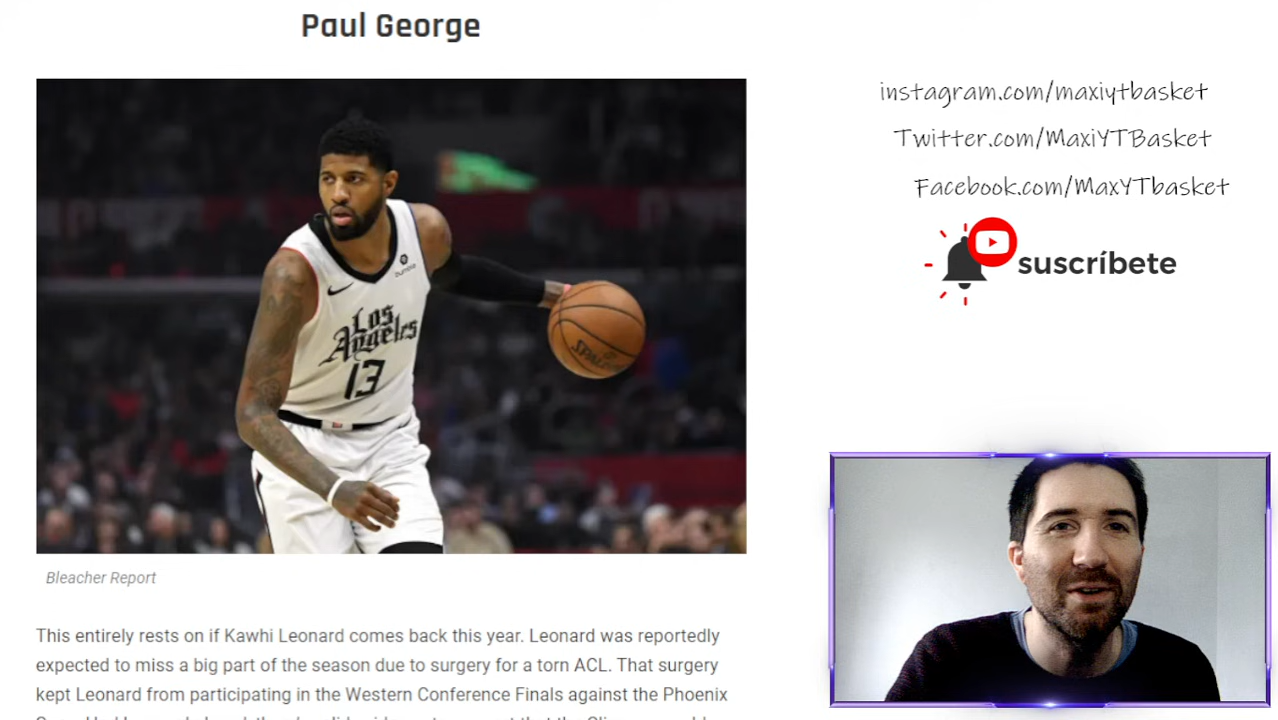 Paul George
instagram.com/maxiytbasket
Twitter.com/MaxiYTBasket
Facebook.com/MaxYTbasket
suscríbete
bumble
Los
Angeles
13
SPALDING
Bleacher Report
This entirely rests on if Kawhi Leonard comes back this year. Leonard was reportedly
expected to miss a big part of the season due to surgery for a torn ACL. That surgery
kept Leonard from participating in the Western Conference Finals against the Phoenix